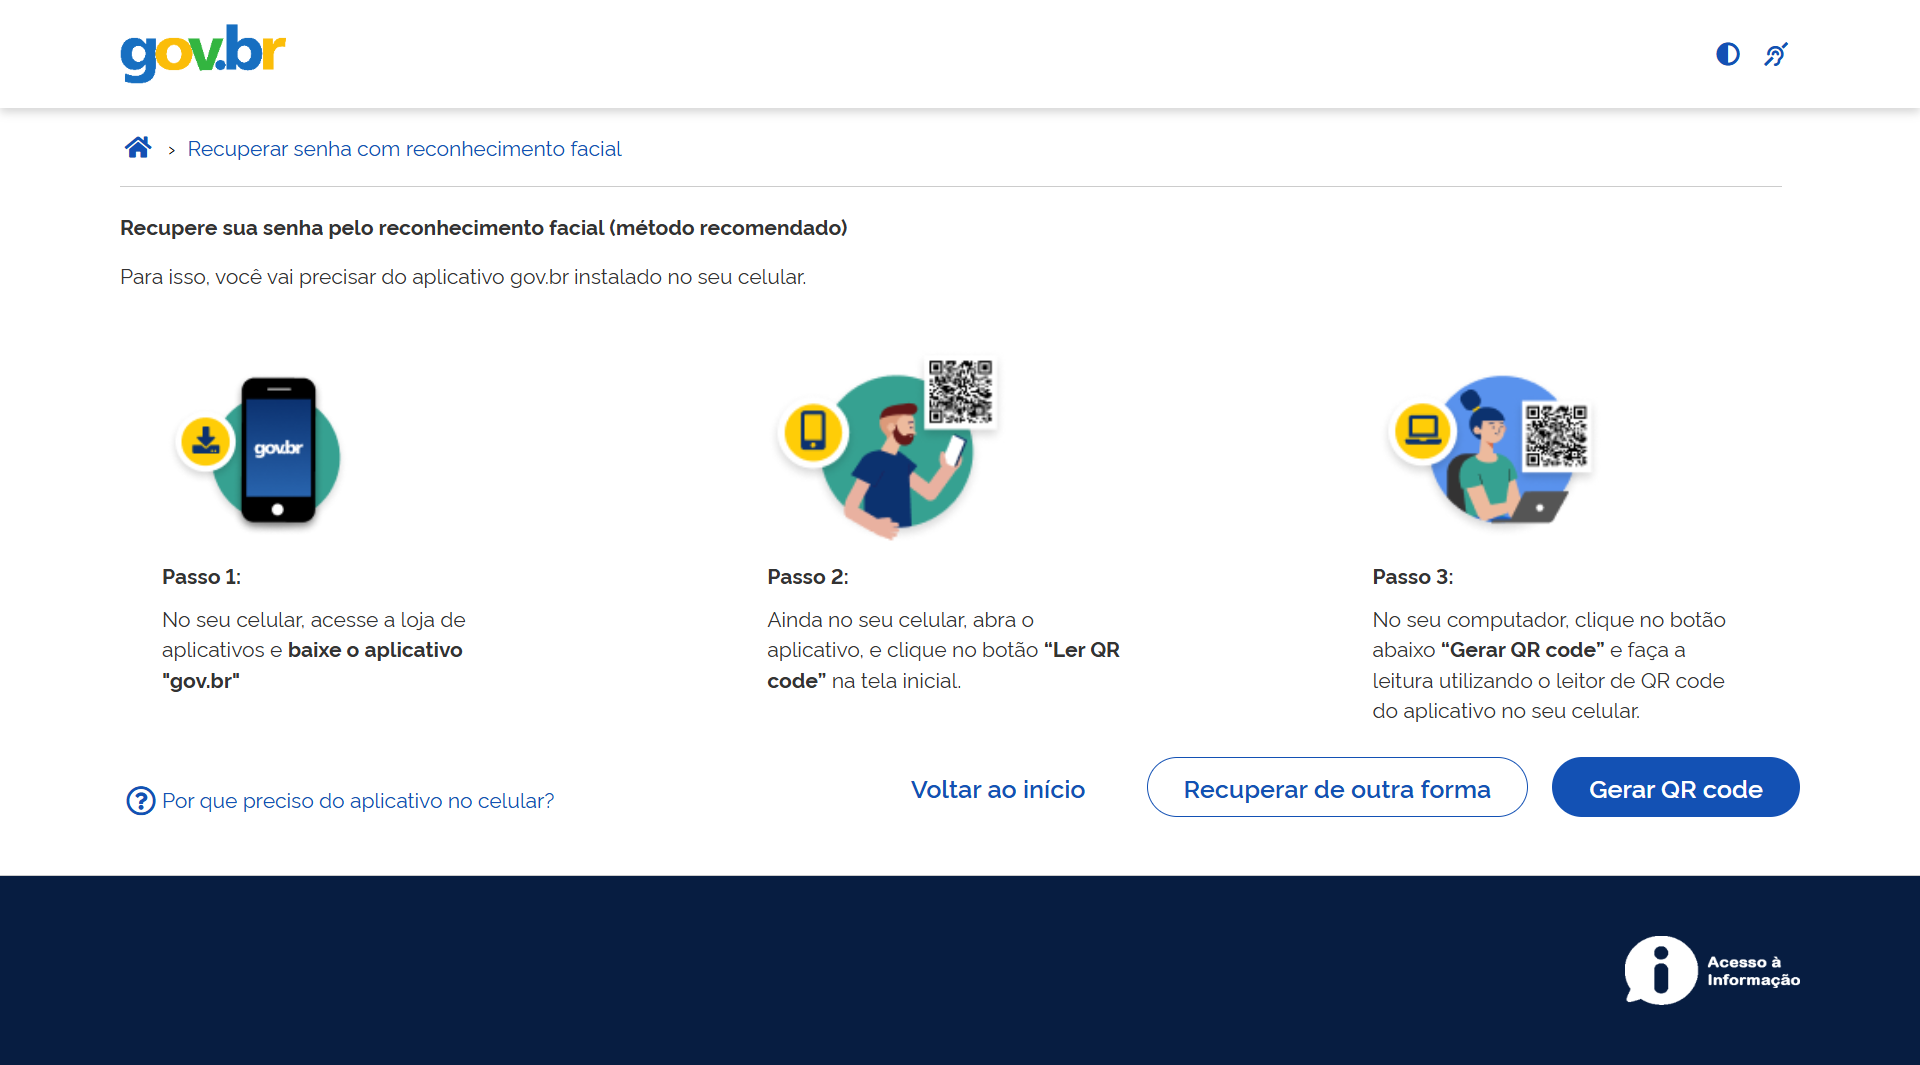 gov.br
› Recuperar senha com reconhecimento facial
Recupere sua senha pelo reconhecimento facial (método recomendado)
Para isso, você vai precisar do aplicativo gov.br instalado no seu celular.
gov.br
Passo 1:
No seu celular, acesse a loja de
aplicativos e baixe o aplicativo
"gov.br"
Passo 2:
Ainda no seu celular, abra o
aplicativo, e clique no botão “Ler QR
code” na tela inicial.
Passo 3:
No seu computador, clique no botão
abaixo “Gerar QR code” e faça a
leitura utilizando o leitor de QR code
do aplicativo no seu celular.
? Por que preciso do aplicativo no celular?
Voltar ao início
Recuperar de outra forma
Gerar QR code
i
Acesso à
Informação